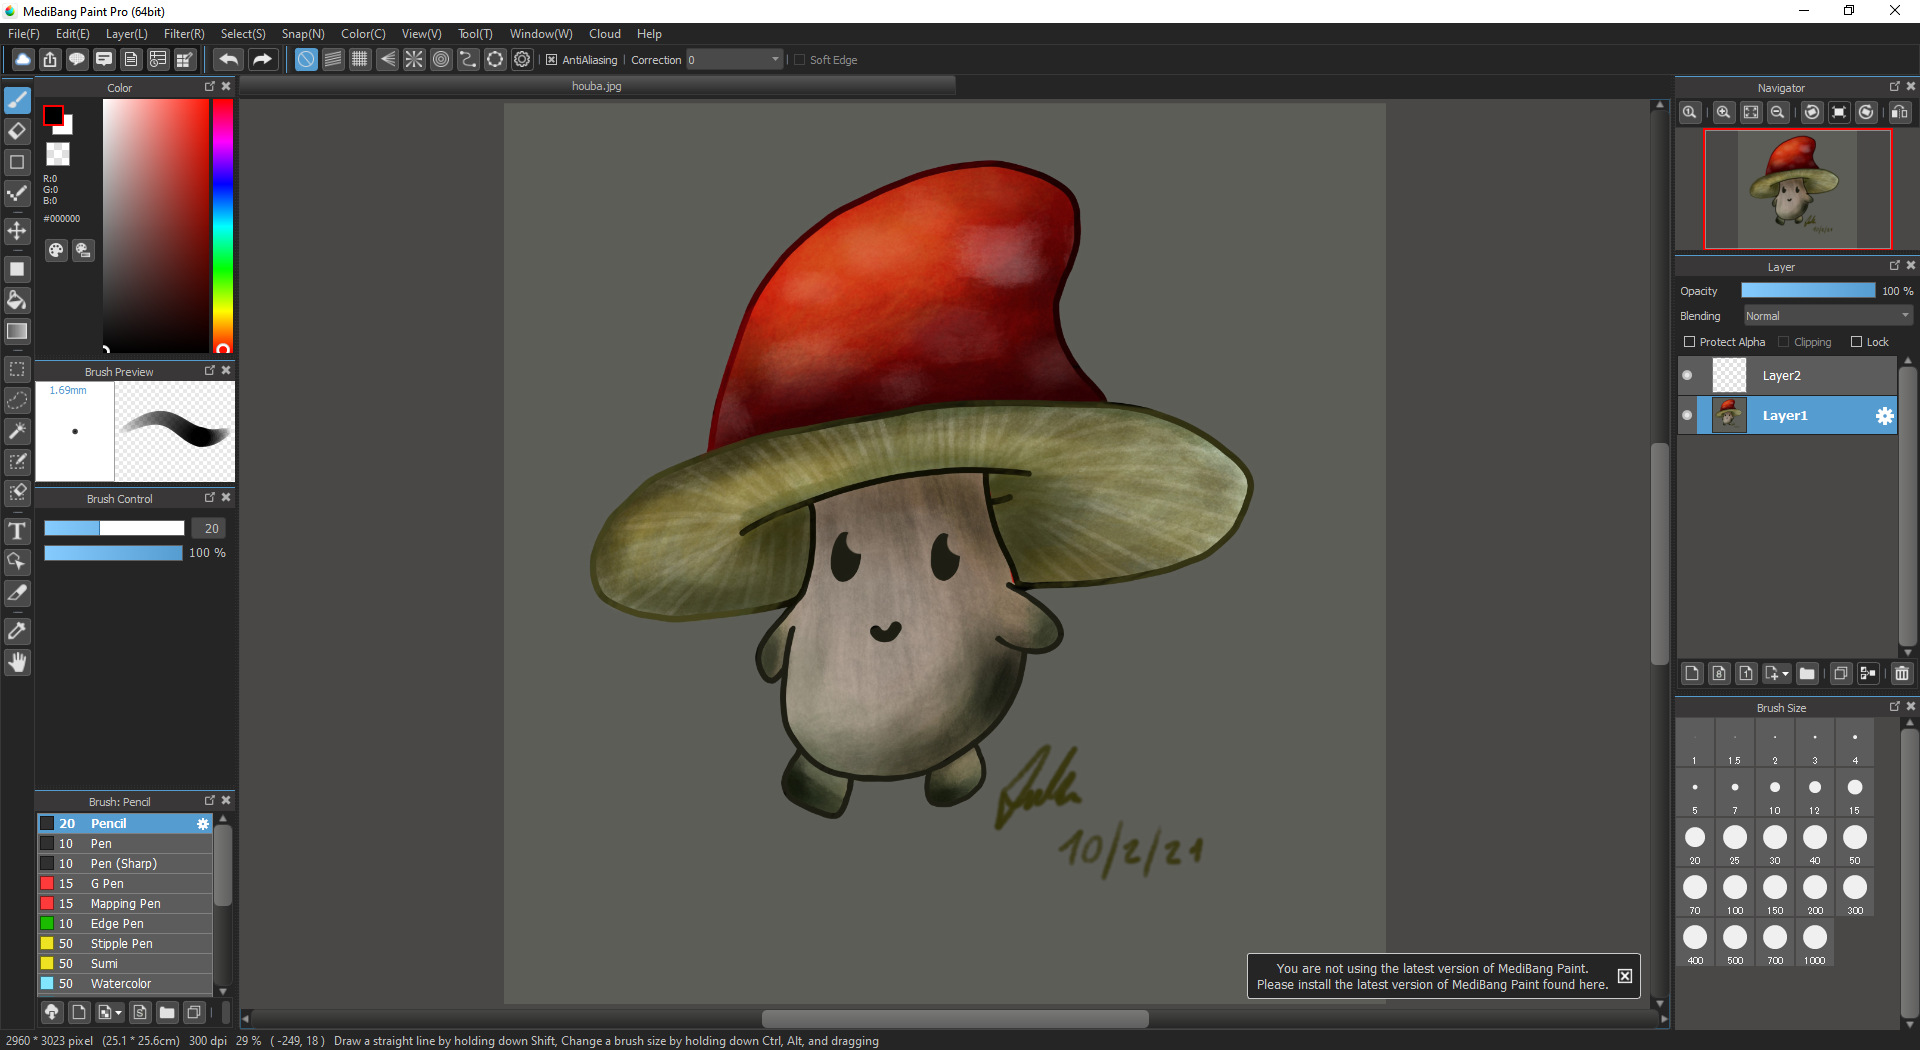 MediBang Paint Pro (64bit)
File(F) Edit(E) Layer(L) Filter(R) Select(S) Snap(N) Color(C) View(V) Tool(T) Window(W) Cloud Help
AntiAliasing Correction 0 Soft Edge
Color
houba.jpg
Navigator
R:0
G:0
B:0
#000000
Brush Preview
1.69mm
Brush Control
20
100 %
Brush: Pencil
20 Pencil
10 Pen
10 Pen (Sharp)
15 G Pen
15 Mapping Pen
10 Edge Pen
50 Stipple Pen
50 Sumi
50 Watercolor
10/2/21
Layer
Opacity 100 %
Blending Normal
Protect Alpha Clipping Lock
Layer2
Layer1
Brush Size
1 1.5 2 3 4
5 7 10 12 15
20 25 30 40 50
70 100 150 200 300
400 500 700 1000
You are not using the latest version of MediBang Paint.
Please install the latest version of MediBang Paint found here.
2960 * 3023 pixel (25.1 * 25.6cm) 300 dpi 29 % ( -249, 18 ) Draw a straight line by holding down Shift, Change a brush size by holding down Ctrl, Alt, and dragging